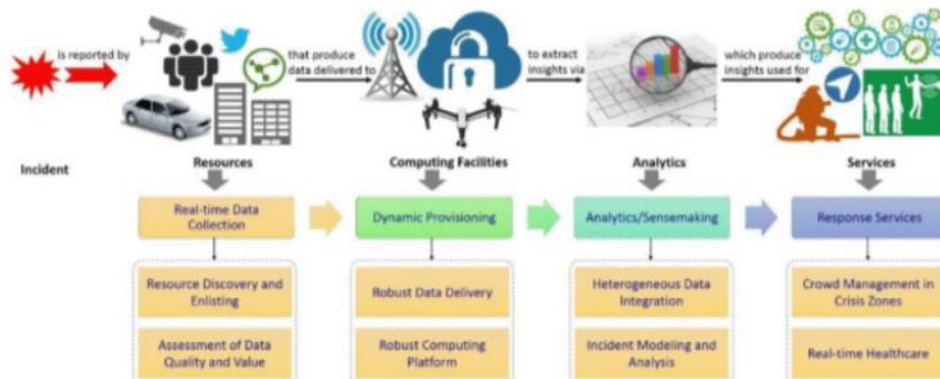 is reported by
that produce
data delivered to
to extract
insights via
which produce
insights used for
Incident
Resources
Computing Facilities
Analytics
Services
Real-time Data
Collection
Dynamic Provisioning
Analytics/Sensemaking
Response Services
Resource Discovery and
Enlisting
Robust Data Delivery
Heterogeneous Data
Integration
Crowd Management in
Crisis Zones
Assessment of Data
Quality and Value
Robust Computing
Platform
Incident Modeling and
Analysis
Real-time Healthcare